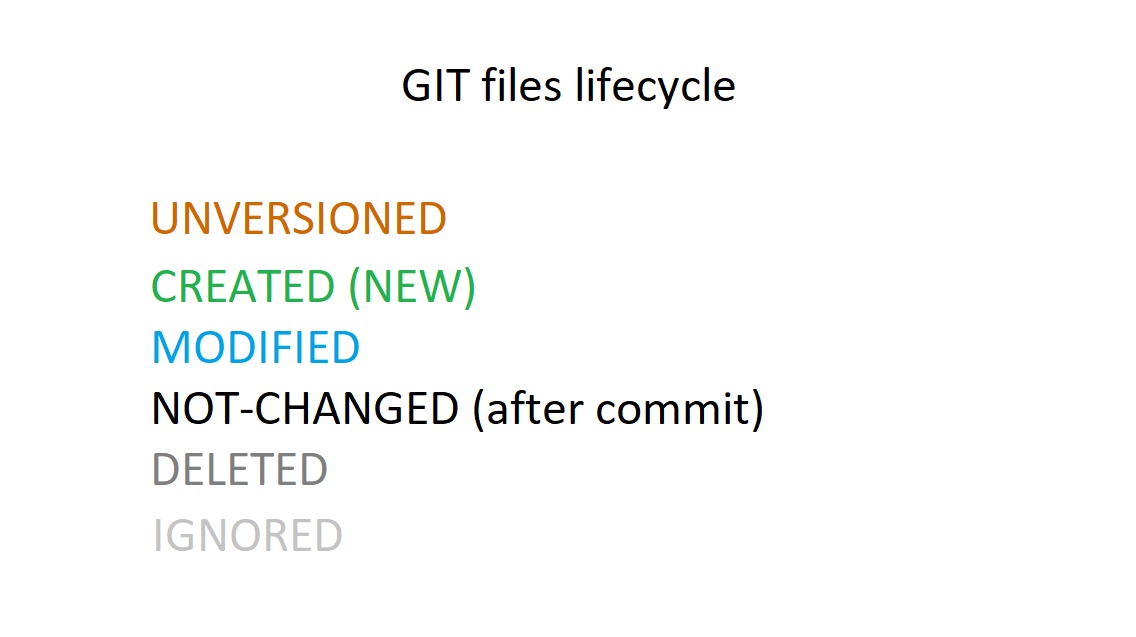 GIT files lifecycle
UNVERSIONED
CREATED (NEW)
MODIFIED
NOT-CHANGED (after commit)
DELETED
IGNORED